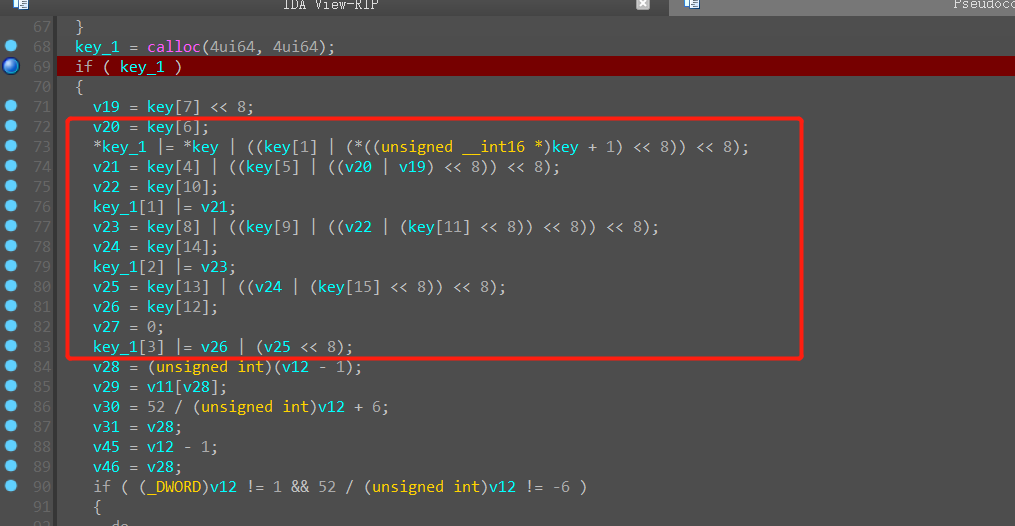 IDA View-RIP
Pseudoco
67 }
68 key_1 = calloc(4ui64, 4ui64);
69 if ( key_1 )
70 {
71 v19 = key[7] << 8;
72 v20 = key[6];
73 *key_1 |= *key | ((key[1] | (*((unsigned __int16 *)key + 1) << 8)) << 8);
74 v21 = key[4] | ((key[5] | ((v20 | v19) << 8)) << 8);
75 v22 = key[10];
76 key_1[1] |= v21;
77 v23 = key[8] | ((key[9] | ((v22 | (key[11] << 8)) << 8)) << 8);
78 v24 = key[14];
79 key_1[2] |= v23;
80 v25 = key[13] | ((v24 | (key[15] << 8)) << 8);
81 v26 = key[12];
82 v27 = 0;
83 key_1[3] |= v26 | (v25 << 8);
84 v28 = (unsigned int)(v12 - 1);
85 v29 = v11[v28];
86 v30 = 52 / (unsigned int)v12 + 6;
87 v31 = v28;
88 v45 = v12 - 1;
89 v46 = v28;
90 if ( (_DWORD)v12 != 1 && 52 / (unsigned int)v12 != -6 )
91 {
do